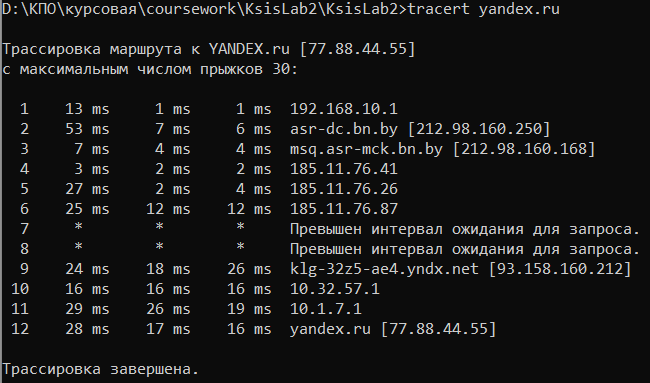 D:\КПО\курсовая\coursework\KsisLab2\KsisLab2>tracert yandex.ru
Трассировка маршрута к YANDEX.ru [77.88.44.55]
с максимальным числом прыжков 30:
1 13 ms 1 ms 1 ms 192.168.10.1
2 53 ms 7 ms 6 ms asr-dc.bn.by [212.98.160.250]
3 7 ms 4 ms 4 ms msq.asr-mck.bn.by [212.98.160.168]
4 3 ms 2 ms 2 ms 185.11.76.41
5 27 ms 2 ms 4 ms 185.11.76.26
6 25 ms 12 ms 12 ms 185.11.76.87
7 * * * Превышен интервал ожидания для запроса.
8 * * * Превышен интервал ожидания для запроса.
9 24 ms 18 ms 26 ms klg-32z5-ae4.yndx.net [93.158.160.212]
10 16 ms 16 ms 16 ms 10.32.57.1
11 29 ms 26 ms 19 ms 10.1.7.1
12 28 ms 17 ms 16 ms yandex.ru [77.88.44.55]
Трассировка завершена.